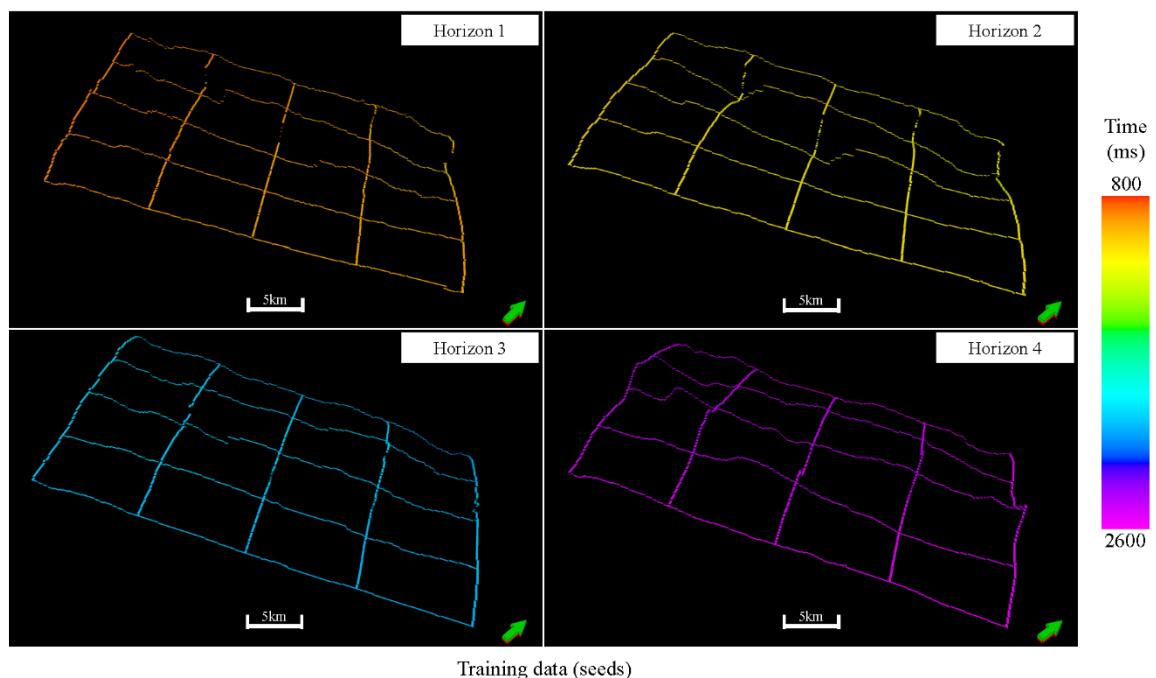 Horizon 1
Horizon 2
Time
(ms)
800
5km
5km
Horizon 3
Horizon 4
2600
5km
5km
Training data (seeds)